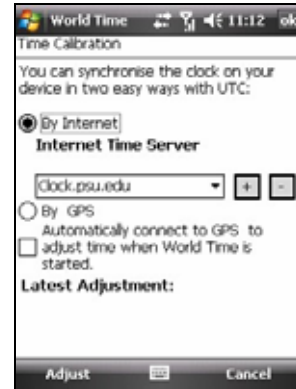 World Time 11:12 ok
Time Calbration
You can synchronise the clock on your
device in two easy ways with UTC:
By Internet
Internet Time Server
Clock.psu.edu
+ -
By GPS
Automatically connect to GPS to
adjust time when World Time is
started.
Latest Adjustment:
Adjust Cancel